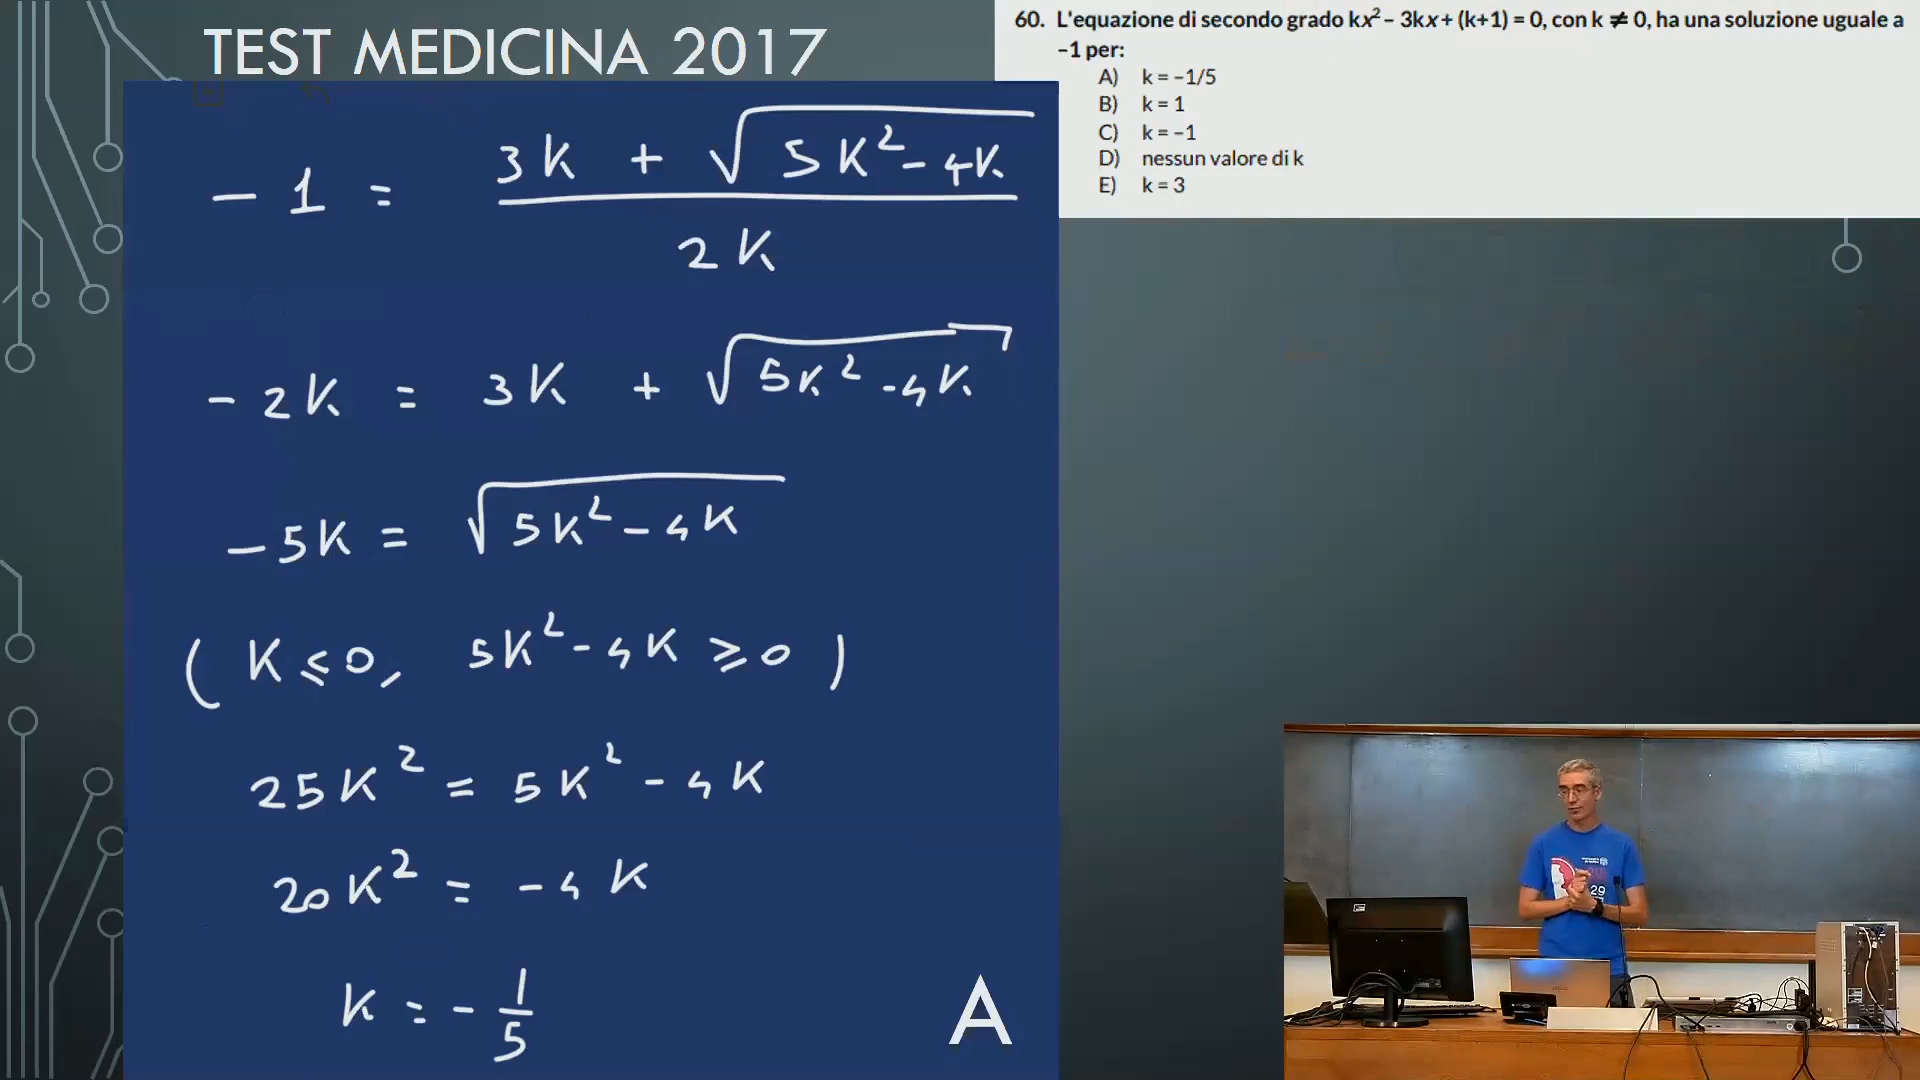 TEST MEDICINA 2017
60. L'equazione di secondo grado kx² – 3kx + (k+1) = 0, con k ≠ 0, ha una soluzione uguale a
–1 per:
A) k = –1/5
B) k = 1
C) k = –1
D) nessun valore di k
E) k = 3
- 1 = (3K + √(5K² - 4K)) / 2K
- 2K = 3K + √(5K² - 4K)
- 5K = √(5K² - 4K)
( K ⩽ 0, 5K² - 4K ⩾ 0 )
25K² = 5K² - 4K
20K² = - 4K
K = - 1/5
A
29